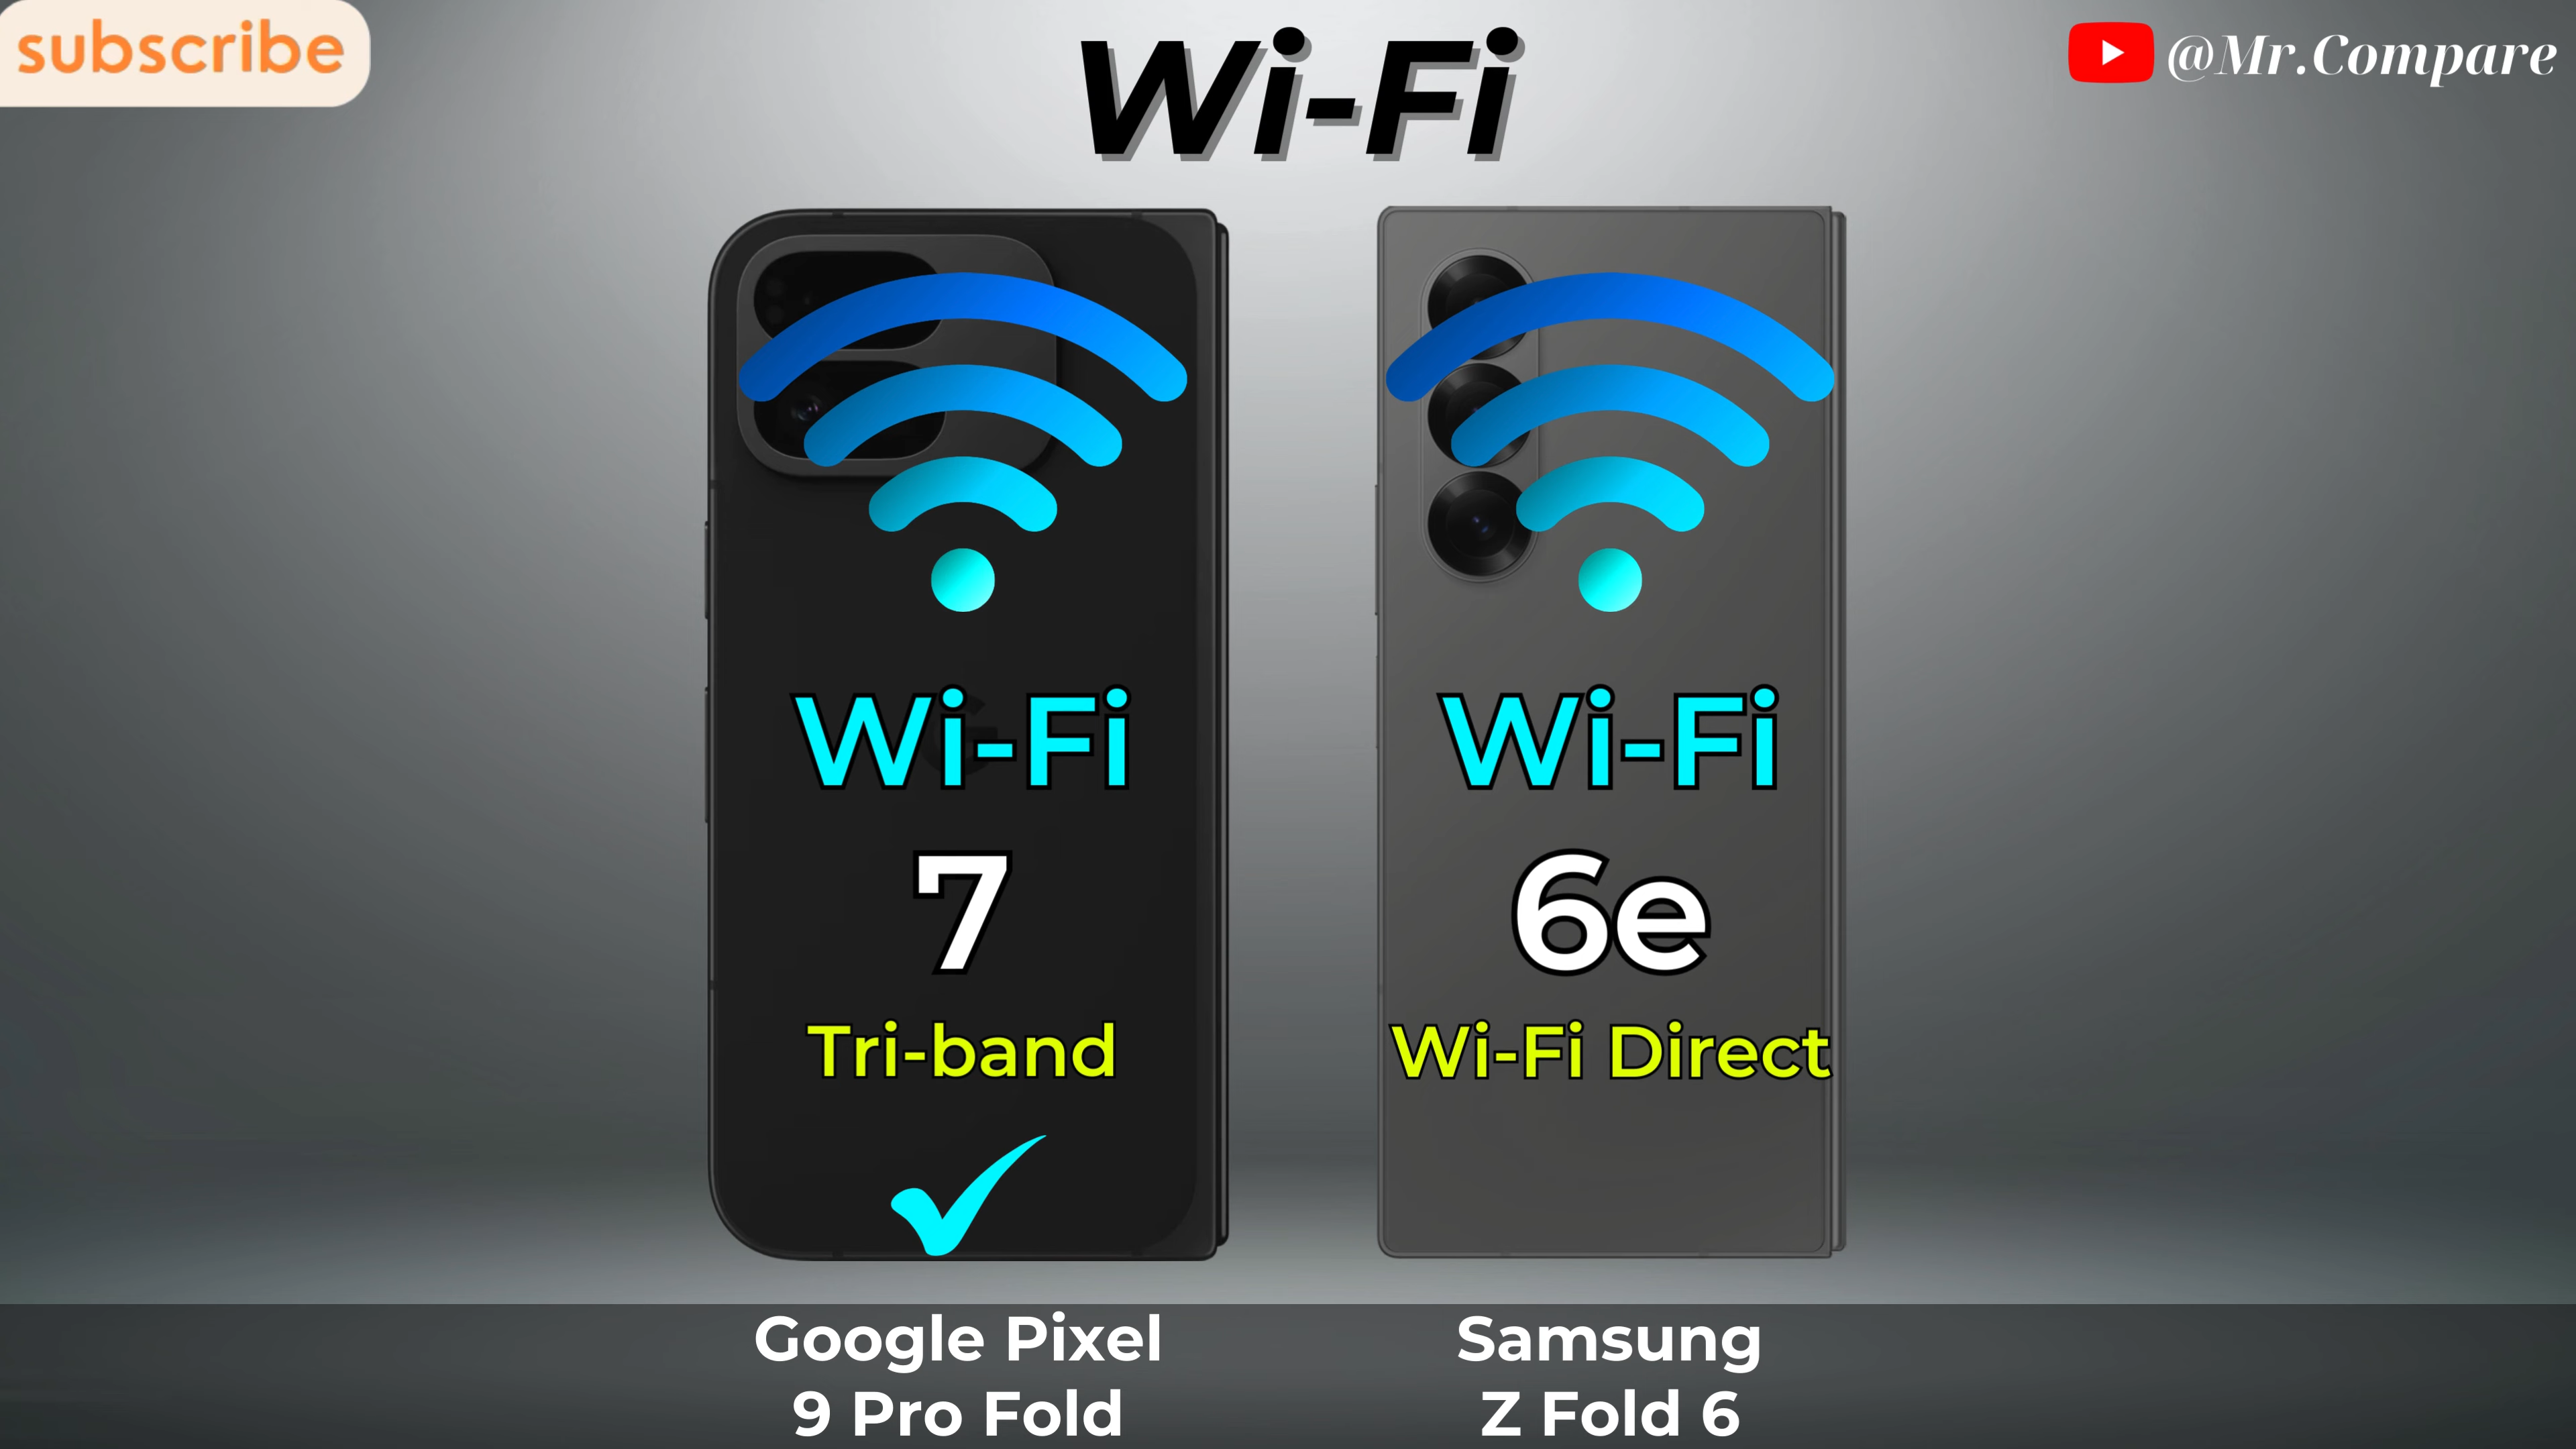 subscribe
Wi-Fi
@Mr.Compare
Wi-Fi
7
Tri-band
Wi-Fi
6e
Wi-Fi Direct
Google Pixel
9 Pro Fold
Samsung
Z Fold 6